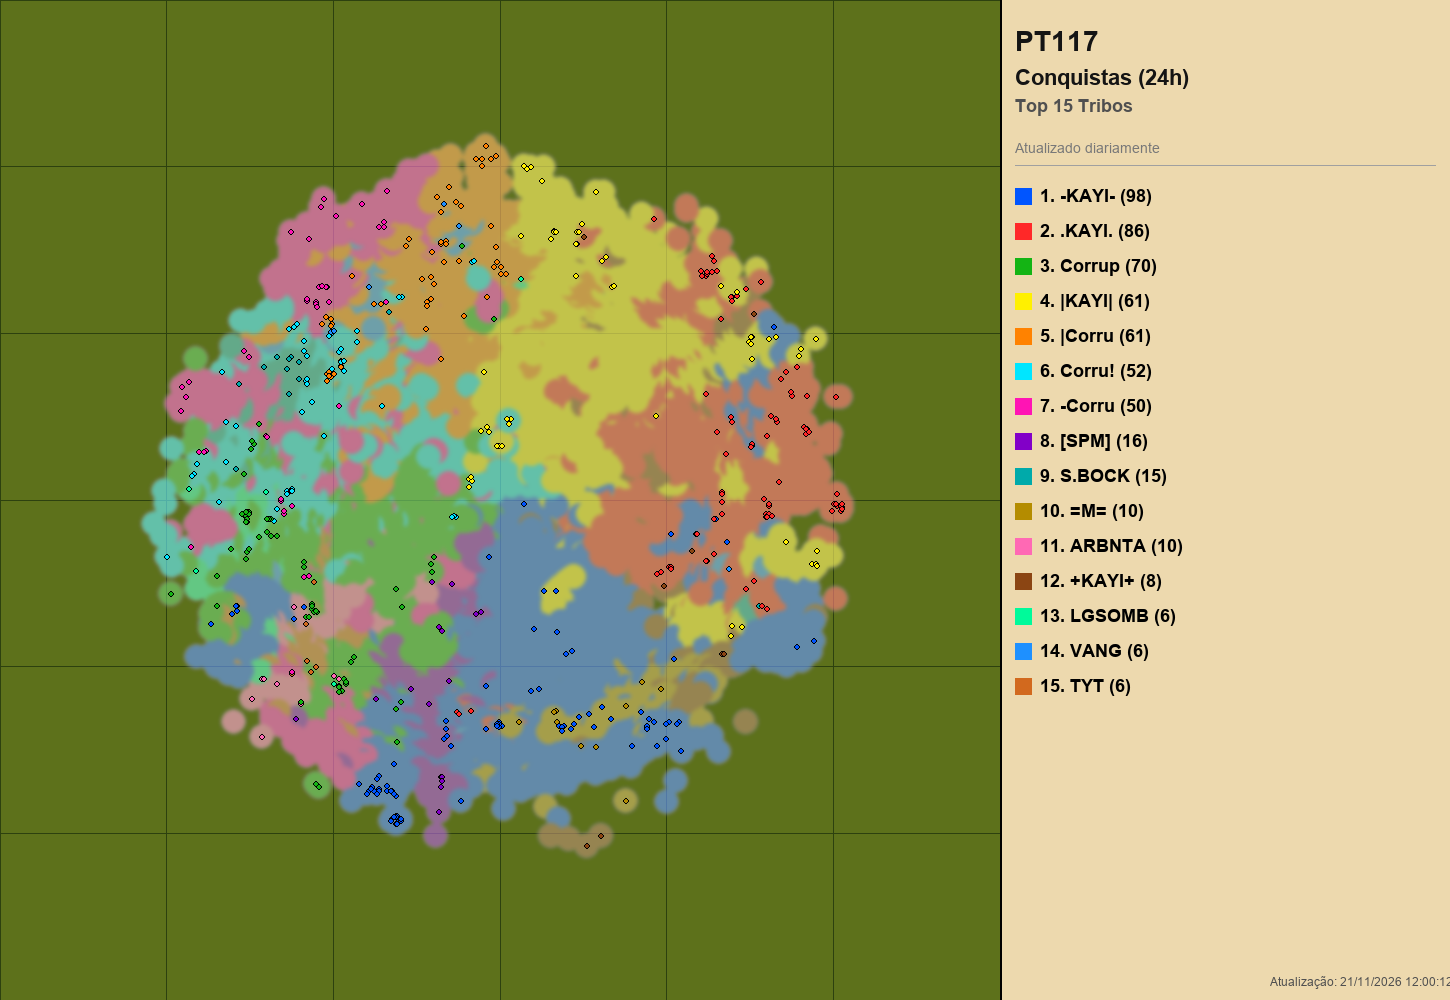 PT117
Conquistas (24h)
Top 15 Tribos
Atualizado diariamente
1. -KAYI- (98)
2. .KAYI. (86)
3. Corrup (70)
4. |KAYI| (61)
5. |Corru (61)
6. Corru! (52)
7. -Corru (50)
8. [SPM] (16)
9. S.BOCK (15)
10. =M= (10)
11. ARBNTA (10)
12. +KAYI+ (8)
13. LGSOMB (6)
14. VANG (6)
15. TYT (6)
Atualização: 21/11/2026 12:00:12